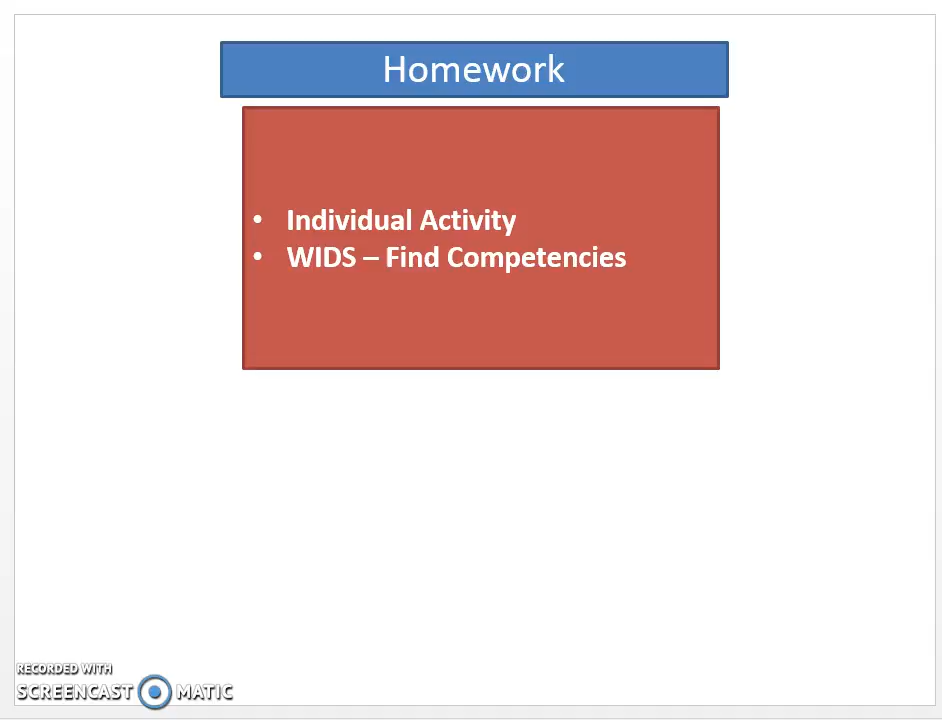 Homework
• Individual Activity
• WIDS – Find Competencies
RECORDED WITH
SCREENCAST MATIC